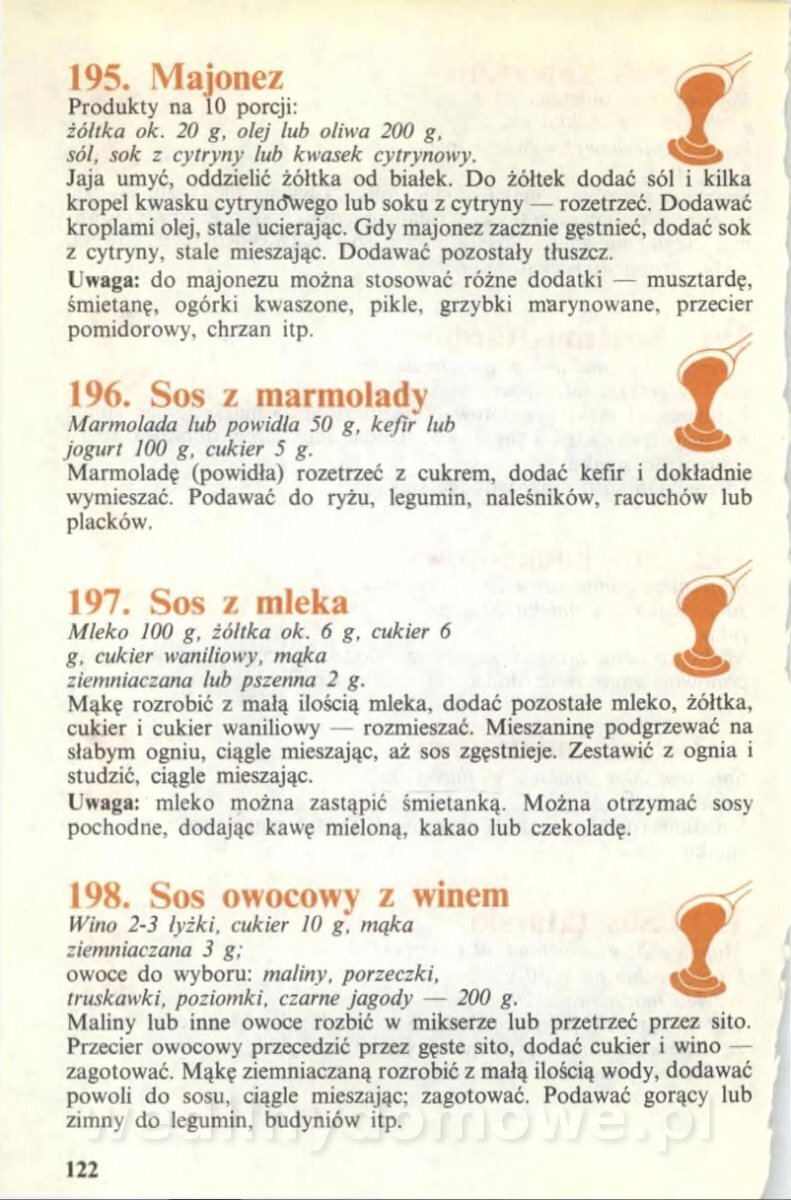 195. Majonez
Produkty na 10 porcji:
żółtka ok. 20 g, olej lub oliwa 200 g,
sól, sok z cytryny lub kwasek cytrynowy.
Jaja umyć, oddzielić żółtka od białek. Do żółtek dodać sól i kilka
kropel kwasku cytrynowego lub soku z cytryny — rozetrzeć. Dodawać
kroplami olej, stale ucierając. Gdy majonez zacznie gęstnieć, dodać sok
z cytryny, stale mieszając. Dodawać pozostały tłuszcz.
Uwaga: do majonezu można stosować różne dodatki — musztardę,
śmietanę, ogórki kwaszone, pikle, grzybki marynowane, przecier
pomidorowy, chrzan itp.
196. Sos z marmolady
Marmolada lub powidła 50 g, kefir lub
jogurt 100 g, cukier 5 g.
Marmoladę (powidła) rozetrzeć z cukrem, dodać kefir i dokładnie
wymieszać. Podawać do ryżu, legumin, naleśników, racuchów lub
placków.
197. Sos z mleka
Mleko 100 g, żółtka ok. 6 g, cukier 6
g, cukier waniliowy, mąka
ziemniaczana lub pszenna 2 g.
Mąkę rozrobić z małą ilością mleka, dodać pozostałe mleko, żółtka,
cukier i cukier waniliowy — rozmieszać. Mieszaninę podgrzewać na
słabym ogniu, ciągle mieszając, aż sos zgęstnieje. Zestawić z ognia i
studzić, ciągle mieszając.
Uwaga: mleko można zastąpić śmietanką. Można otrzymać sosy
pochodne, dodając kawę mieloną, kakao lub czekoladę.
198. Sos owocowy z winem
Wino 2-3 łyżki, cukier 10 g, mąka
ziemniaczana 3 g;
owoce do wyboru: maliny, porzeczki,
truskawki, poziomki, czarne jagody — 200 g.
Maliny lub inne owoce rozbić w mikserze lub przetrzeć przez sito.
Przecier owocowy przecedzić przez gęste sito, dodać cukier i wino —
zagotować. Mąkę ziemniaczaną rozrobić z małą ilością wody, dodawać
powoli do sosu, ciągle mieszając; zagotować. Podawać gorący lub
zimny do legumin, budyniów itp.
wedlinydomowe.pl
122